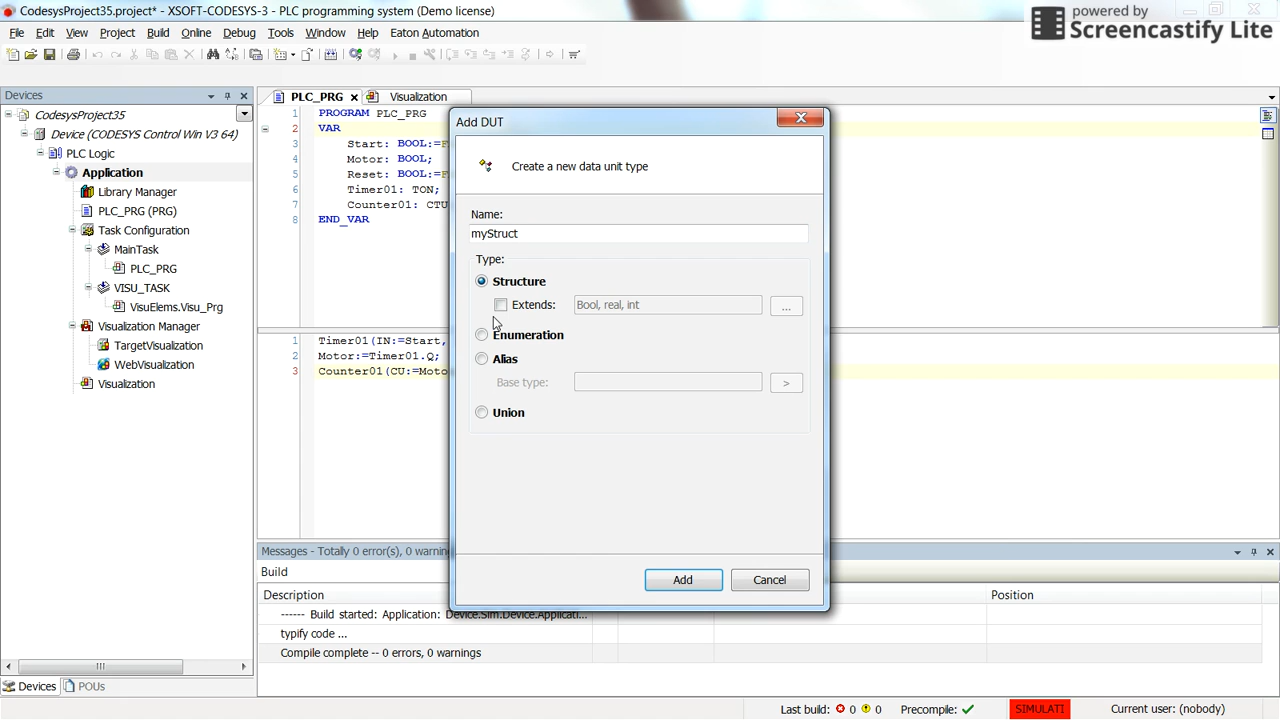 CodesysProject35.project* - XSOFT-CODESYS-3 - PLC programming system (Demo license)
powered by
Screencastify Lite
File Edit View Project Build Online Debug Tools Window Help Eaton Automation
Devices
CodesysProject35
Device (CODESYS Control Win V3 64)
PLC Logic
Application
Library Manager
PLC_PRG (PRG)
Task Configuration
MainTask
PLC_PRG
VISU_TASK
VisuElems.Visu_Prg
Visualization Manager
TargetVisualization
WebVisualization
Visualization
Devices POUs
PLC_PRG Visualization
1 PROGRAM PLC_PRG
2 VAR
3 Start: BOOL:=F
4 Motor: BOOL;
5 Reset: BOOL:=F
6 Timer01: TON;
7 Counter01: CTU
8 END_VAR
1 Timer01(IN:=Start,
2 Motor:=Timer01.Q;
3 Counter01(CU:=Moto
Add DUT
Create a new data unit type
Name:
myStruct
Type:
Structure
Extends: Bool, real, int ...
Enumeration
Alias
Base type: >
Union
Add Cancel
Messages - Totally 0 error(s), 0 warning
Build
Description Position
------ Build started: Application: Device.Sim.Device.Applicati...
typify code ...
Compile complete -- 0 errors, 0 warnings
Last build: 0 0 Precompile: SIMULATI Current user: (nobody)